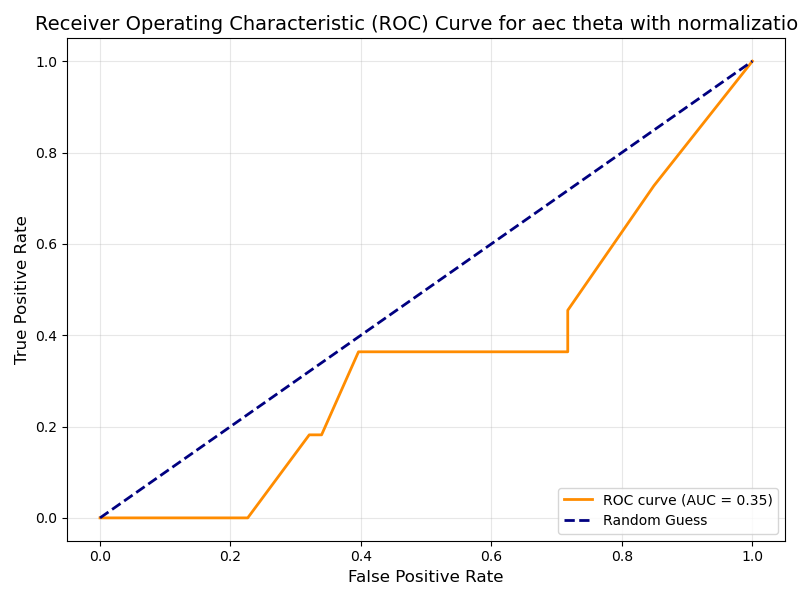 Receiver Operating Characteristic (ROC) Curve for aec theta with normalizatio
1.0
0.8
0.6
0.4
0.2
0.0
True Positive Rate
0.0 0.2 0.4 0.6 0.8 1.0
False Positive Rate
ROC curve (AUC = 0.35)
Random Guess